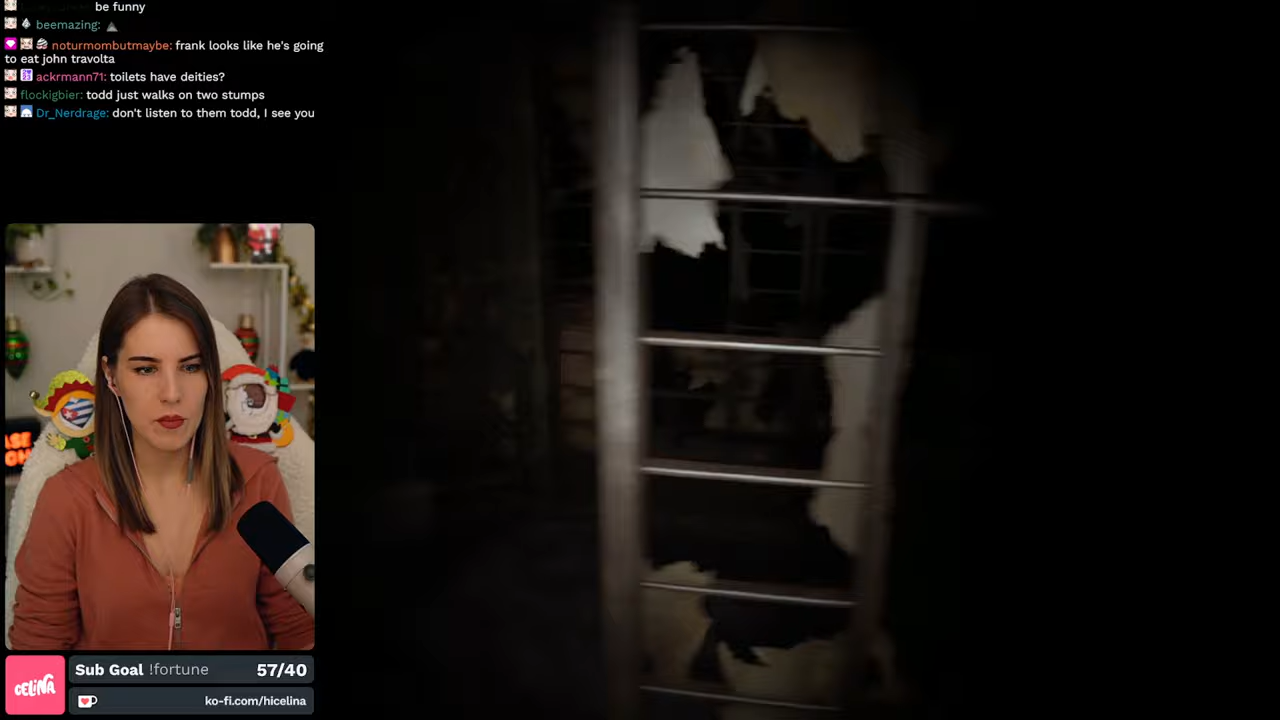 be funny
beemazing:
noturmombutmaybe: frank looks like he's going
to eat john travolta
ackrmann71: toilets have deities?
flockigbier: todd just walks on two stumps
Dr_Nerdrage: don't listen to them todd, I see you
CELINA
Sub Goal !fortune 57/40
ko-fi.com/hicelina